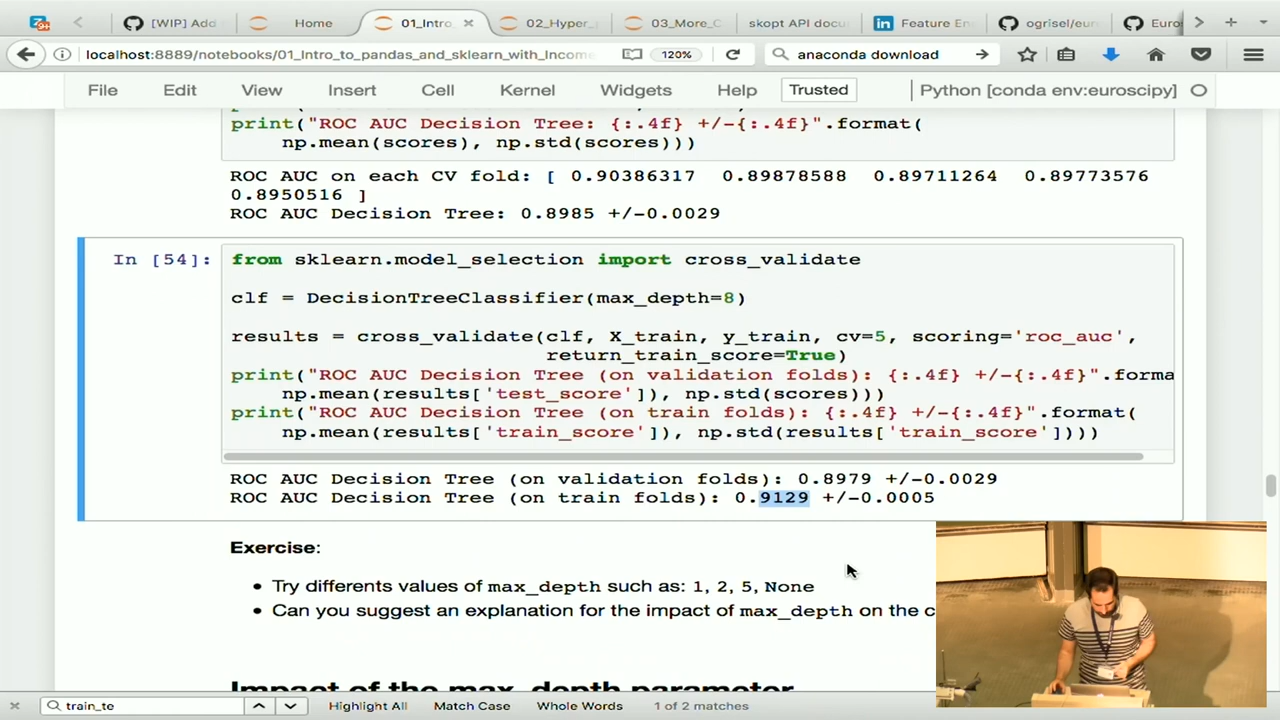 [WIP] Add
Home
01_Intro
02_Hyper_
03_More_C
skopt API docu
Feature En
ogrisel/eur
Euro
localhost:8889/notebooks/01_Intro_to_pandas_and_sklearn_with_Incom
120%
anaconda download
File Edit View Insert Cell Kernel Widgets Help Trusted Python [conda env:euroscipy]
print("ROC AUC Decision Tree: {:.4f} +/-{:.4f}".format(
np.mean(scores), np.std(scores)))
ROC AUC on each CV fold: [ 0.90386317 0.89878588 0.89711264 0.89773576
0.8950516 ]
ROC AUC Decision Tree: 0.8985 +/-0.0029
In [54]:
from sklearn.model_selection import cross_validate
clf = DecisionTreeClassifier(max_depth=8)
results = cross_validate(clf, X_train, y_train, cv=5, scoring='roc_auc',
return_train_score=True)
print("ROC AUC Decision Tree (on validation folds): {:.4f} +/-{:.4f}".forma
np.mean(results['test_score']), np.std(scores)))
print("ROC AUC Decision Tree (on train folds): {:.4f} +/-{:.4f}".format(
np.mean(results['train_score']), np.std(results['train_score'])))
ROC AUC Decision Tree (on validation folds): 0.8979 +/-0.0029
ROC AUC Decision Tree (on train folds): 0.9129 +/-0.0005
Exercise:
• Try differents values of max_depth such as: 1, 2, 5, None
• Can you suggest an explanation for the impact of max_depth on the c
Impact of the max_depth parameter
train_te
Highlight All Match Case Whole Words 1 of 2 matches